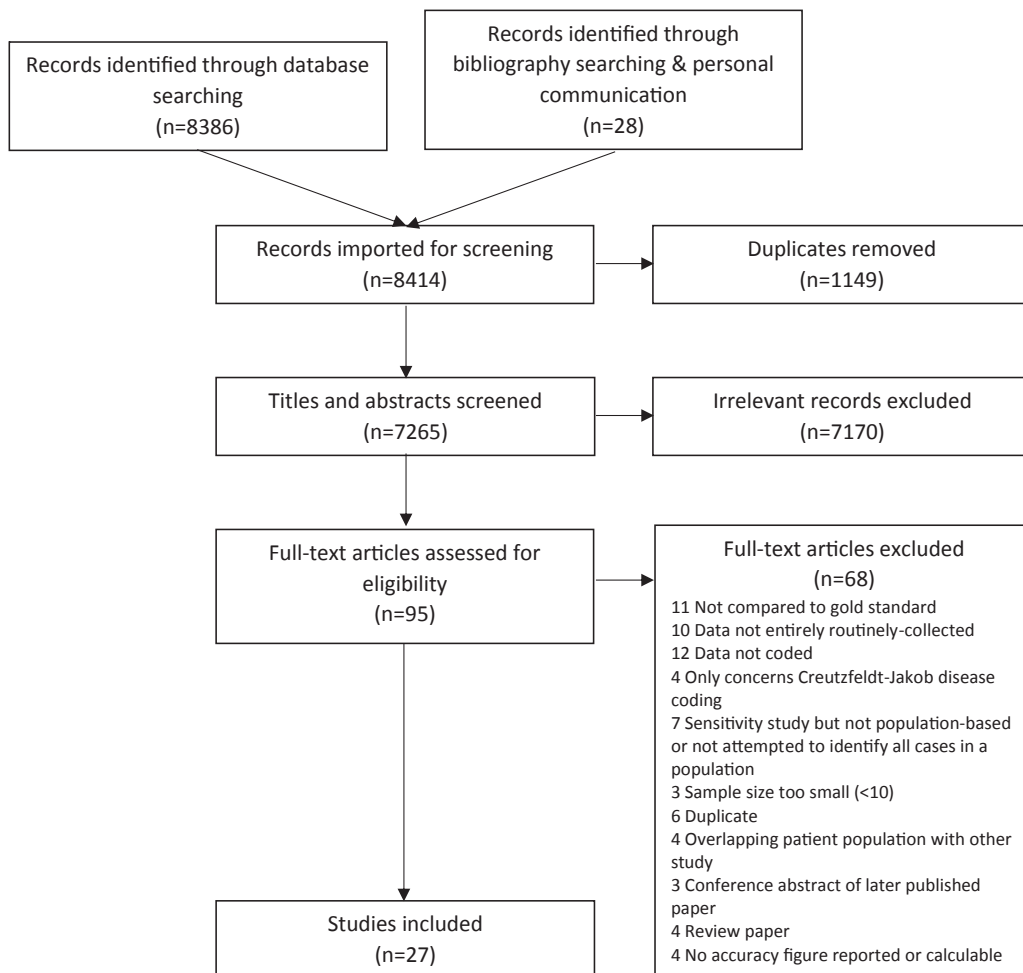 Records identified through database
searching
(n=8386)
Records identified through
bibliography searching & personal
communication
(n=28)
Records imported for screening
(n=8414)
Duplicates removed
(n=1149)
Titles and abstracts screened
(n=7265)
Irrelevant records excluded
(n=7170)
Full-text articles assessed for
eligibility
(n=95)
Full-text articles excluded
(n=68)
11 Not compared to gold standard
10 Data not entirely routinely-collected
12 Data not coded
4 Only concerns Creutzfeldt-Jakob disease
coding
7 Sensitivity study but not population-based
or not attempted to identify all cases in a
population
3 Sample size too small (<10)
6 Duplicate
4 Overlapping patient population with other
study
3 Conference abstract of later published
paper
4 Review paper
4 No accuracy figure reported or calculable
Studies included
(n=27)